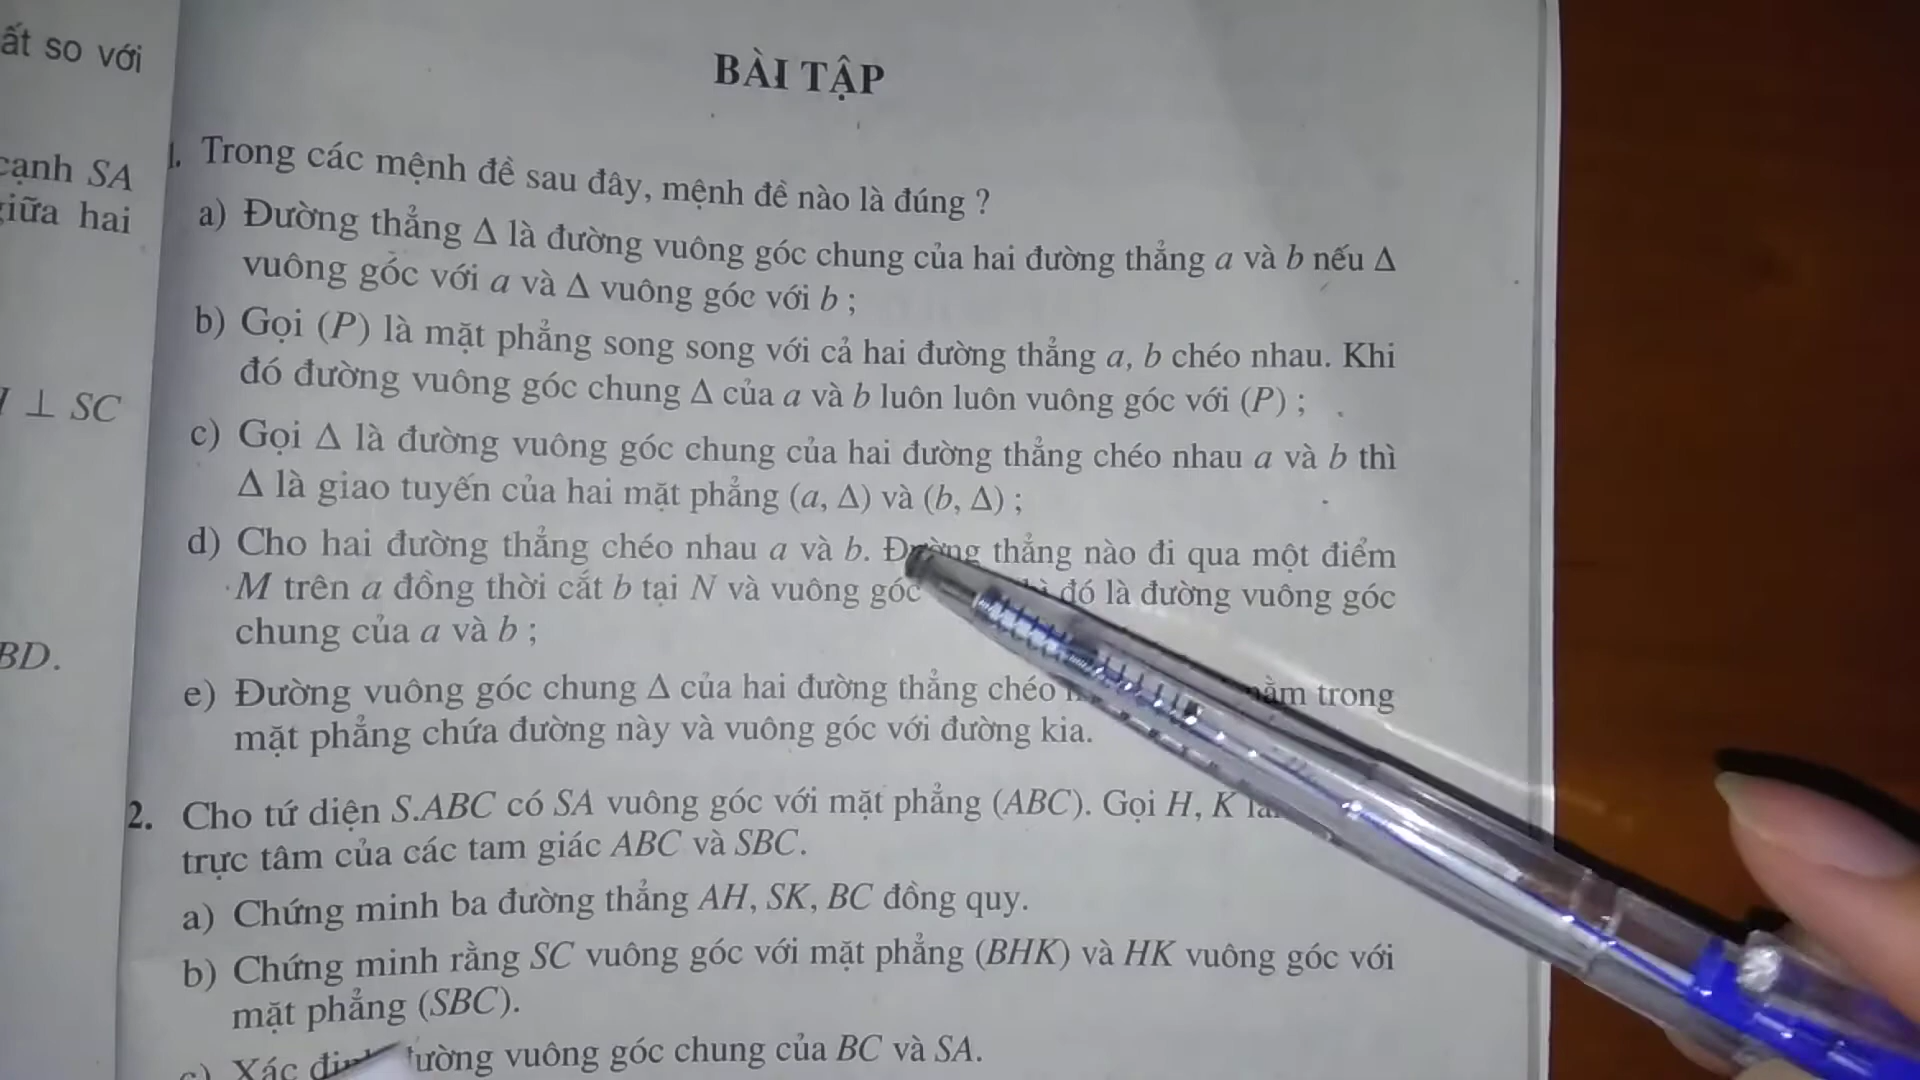 ất so với
cạnh SA
giữa hai
⊥ SC
BD.
BÀI TẬP
1. Trong các mệnh đề sau đây, mệnh đề nào là đúng ?
a) Đường thẳng Δ là đường vuông góc chung của hai đường thẳng a và b nếu Δ
vuông góc với a và Δ vuông góc với b ;
b) Gọi (P) là mặt phẳng song song với cả hai đường thẳng a, b chéo nhau. Khi
đó đường vuông góc chung Δ của a và b luôn luôn vuông góc với (P) ;
c) Gọi Δ là đường vuông góc chung của hai đường thẳng chéo nhau a và b thì
Δ là giao tuyến của hai mặt phẳng (a, Δ) và (b, Δ) ;
d) Cho hai đường thẳng chéo nhau a và b. Đường thẳng nào đi qua một điểm
M trên a đồng thời cắt b tại N và vuông góc đó là đường vuông góc
chung của a và b ;
e) Đường vuông góc chung Δ của hai đường thẳng chéo nằm trong
mặt phẳng chứa đường này và vuông góc với đường kia.
2. Cho tứ diện S.ABC có SA vuông góc với mặt phẳng (ABC). Gọi H, K
trực tâm của các tam giác ABC và SBC.
a) Chứng minh ba đường thẳng AH, SK, BC đồng quy.
b) Chứng minh rằng SC vuông góc với mặt phẳng (BHK) và HK vuông góc với
mặt phẳng (SBC).
c) Xác định đường vuông góc chung của BC và SA.